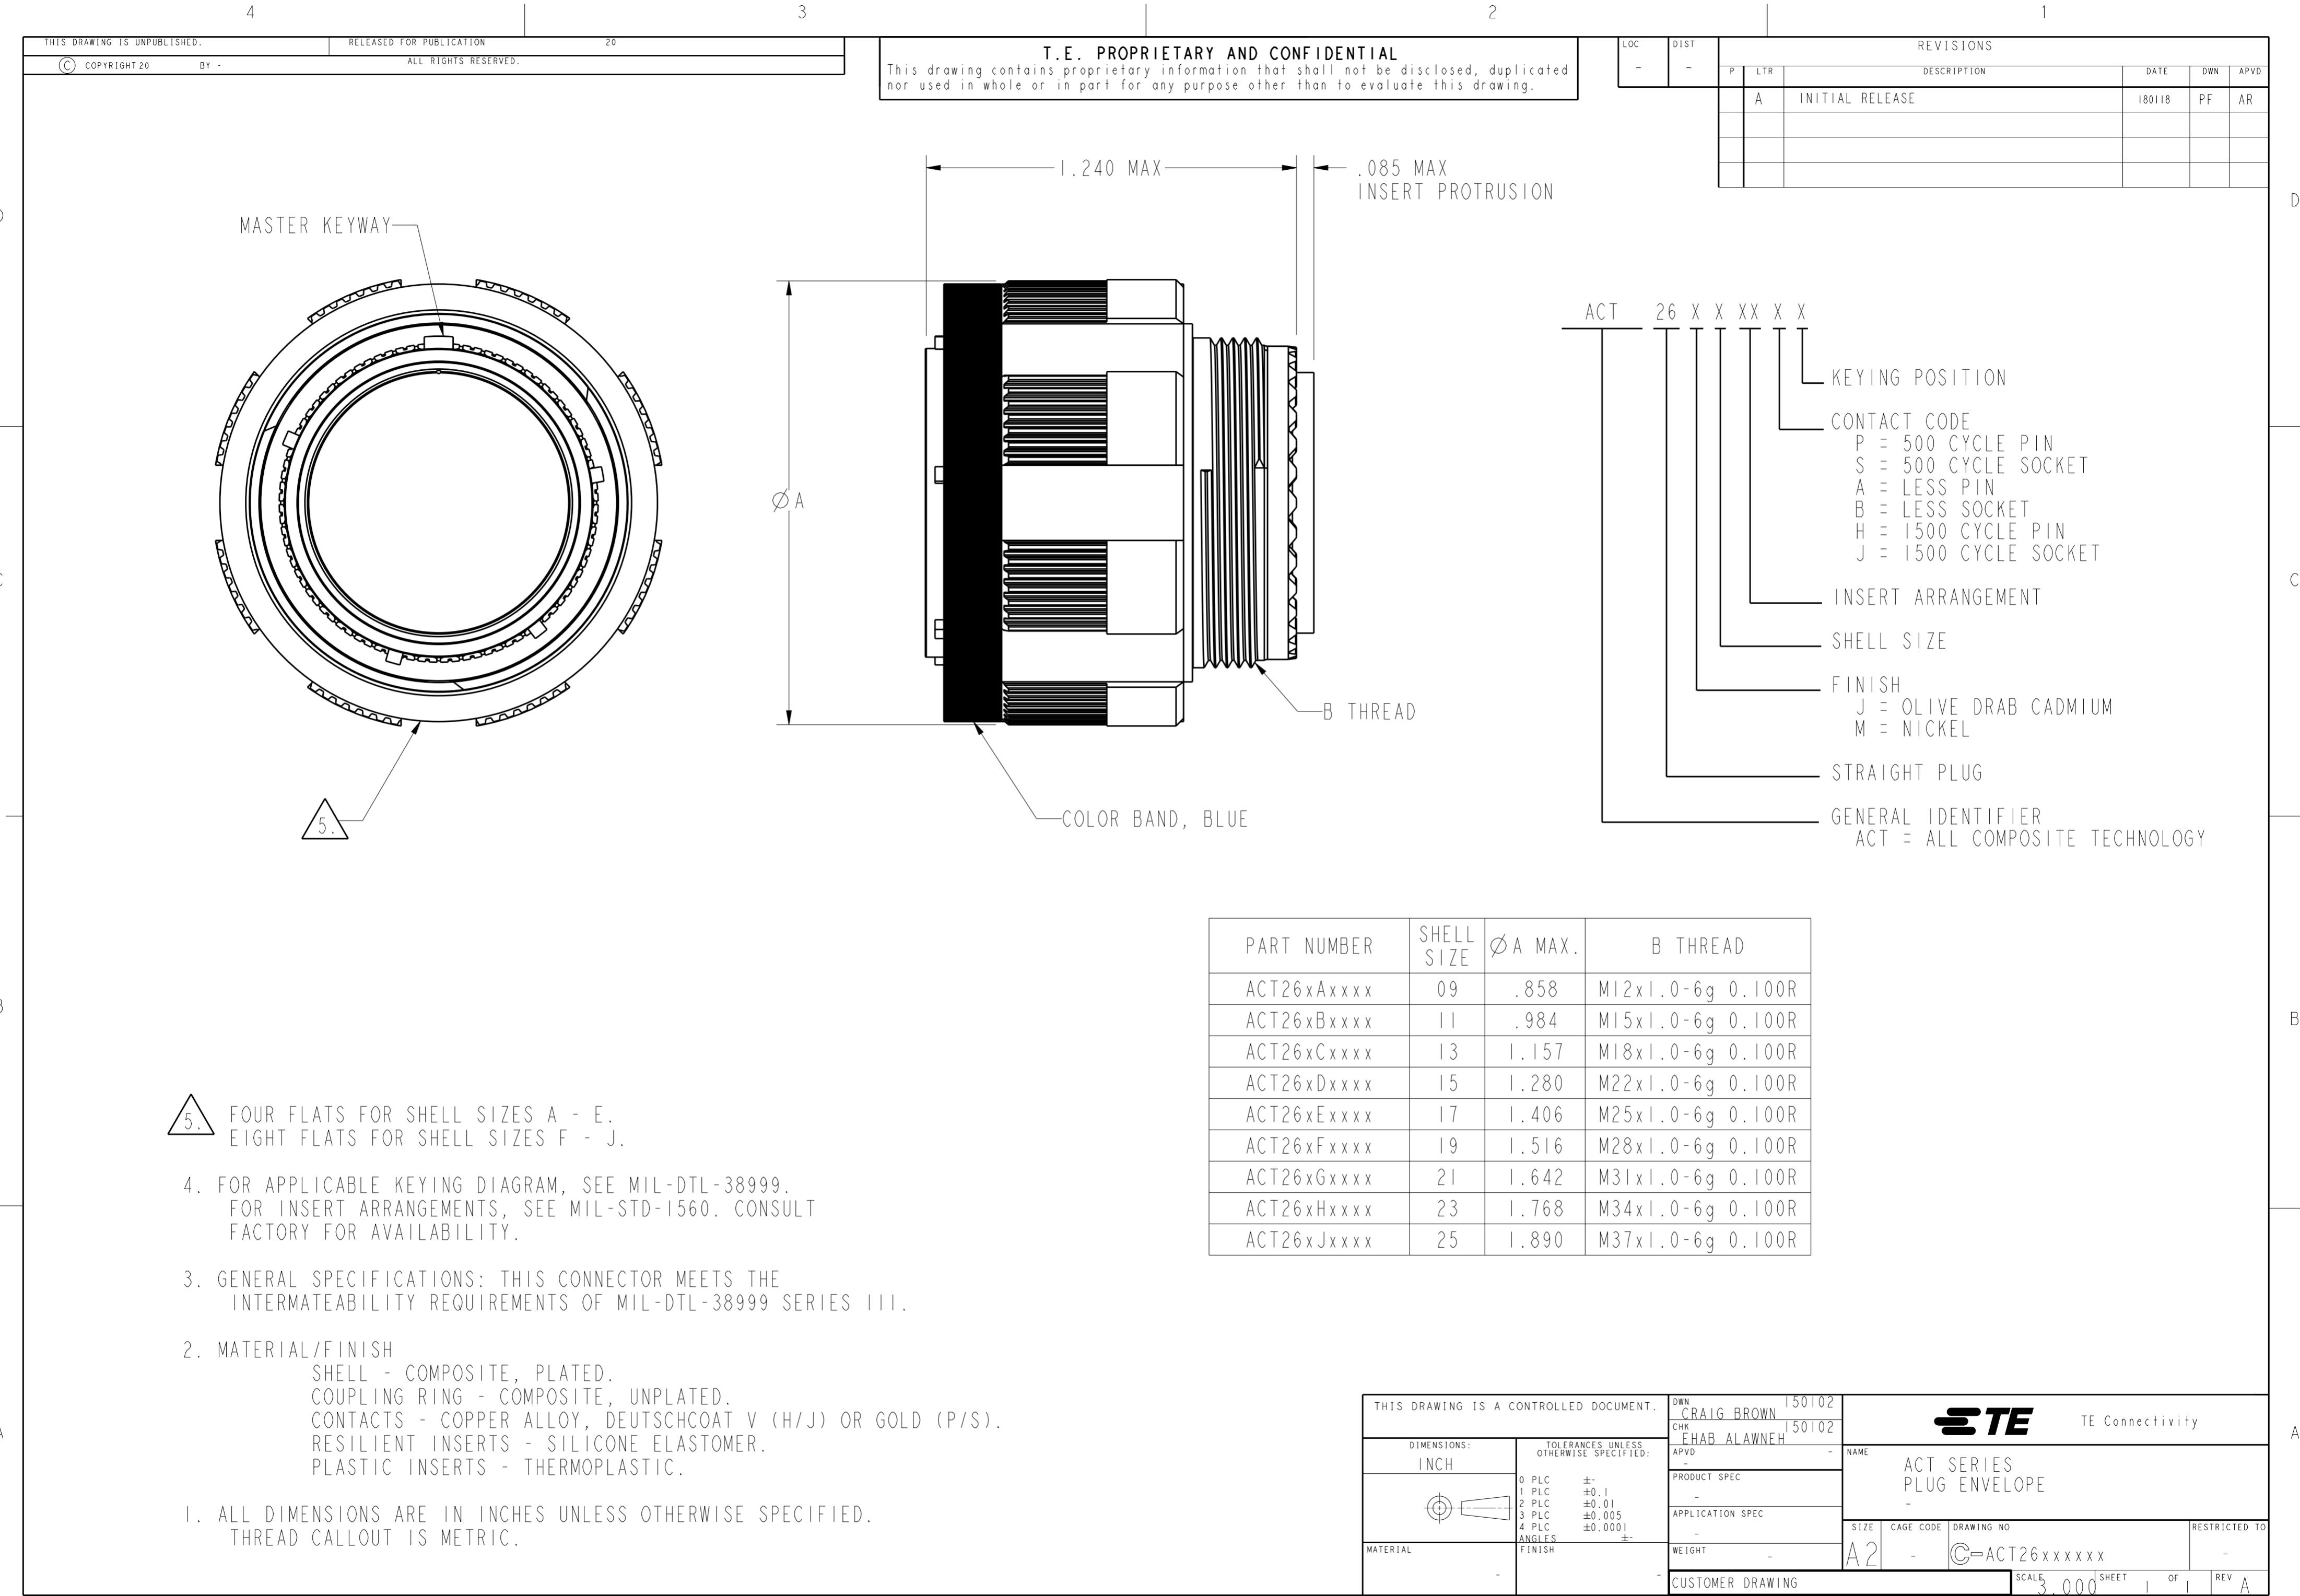 4 3 2 1
THIS DRAWING IS UNPUBLISHED. RELEASED FOR PUBLICATION 20
© COPYRIGHT 20 BY - ALL RIGHTS RESERVED.
T.E. PROPRIETARY AND CONFIDENTIAL
This drawing contains proprietary information that shall not be disclosed, duplicated
nor used in whole or in part for any purpose other than to evaluate this drawing.
LOC DIST REVISIONS
- - P LTR DESCRIPTION DATE DWN APVD
A INITIAL RELEASE 180118 PF AR
1.240 MAX .085 MAX
INSERT PROTRUSION
D
MASTER KEYWAY
Ø A
B THREAD
COLOR BAND, BLUE
5.
ACT 26 X X XX X X
KEYING POSITION
CONTACT CODE
P = 500 CYCLE PIN
S = 500 CYCLE SOCKET
A = LESS PIN
B = LESS SOCKET
H = 1500 CYCLE PIN
J = 1500 CYCLE SOCKET
C
INSERT ARRANGEMENT
SHELL SIZE
FINISH
J = OLIVE DRAB CADMIUM
M = NICKEL
STRAIGHT PLUG
GENERAL IDENTIFIER
ACT = ALL COMPOSITE TECHNOLOGY
PART NUMBER SHELL SIZE Ø A MAX. B THREAD
ACT26xAxxxx 09 .858 M12x1.0-6g 0.100R
ACT26xBxxxx 11 .984 M15x1.0-6g 0.100R
ACT26xCxxxx 13 1.157 M18x1.0-6g 0.100R
ACT26xDxxxx 15 1.280 M22x1.0-6g 0.100R
ACT26xExxxx 17 1.406 M25x1.0-6g 0.100R
ACT26xFxxxx 19 1.516 M28x1.0-6g 0.100R
ACT26xGxxxx 21 1.642 M31x1.0-6g 0.100R
ACT26xHxxxx 23 1.768 M34x1.0-6g 0.100R
ACT26xJxxxx 25 1.890 M37x1.0-6g 0.100R
B
5. FOUR FLATS FOR SHELL SIZES A - E.
EIGHT FLATS FOR SHELL SIZES F - J.
4. FOR APPLICABLE KEYING DIAGRAM, SEE MIL-DTL-38999.
FOR INSERT ARRANGEMENTS, SEE MIL-STD-1560. CONSULT
FACTORY FOR AVAILABILITY.
3. GENERAL SPECIFICATIONS: THIS CONNECTOR MEETS THE
INTERMATEABILITY REQUIREMENTS OF MIL-DTL-38999 SERIES III.
2. MATERIAL/FINISH
SHELL - COMPOSITE, PLATED.
COUPLING RING - COMPOSITE, UNPLATED.
CONTACTS - COPPER ALLOY, DEUTSCHCOAT V (H/J) OR GOLD (P/S).
RESILIENT INSERTS - SILICONE ELASTOMER.
PLASTIC INSERTS - THERMOPLASTIC.
1. ALL DIMENSIONS ARE IN INCHES UNLESS OTHERWISE SPECIFIED.
THREAD CALLOUT IS METRIC.
A
THIS DRAWING IS A CONTROLLED DOCUMENT.
DIMENSIONS:
INCH
TOLERANCES UNLESS
OTHERWISE SPECIFIED:
0 PLC ±-
1 PLC ±0.1
2 PLC ±0.01
3 PLC ±0.005
4 PLC ±0.0001
ANGLES ±-
MATERIAL -
FINISH -
DWN 150102
CRAIG BROWN
CHK 150102
EHAB ALAWNEH
APVD -
-
PRODUCT SPEC
-
APPLICATION SPEC
-
WEIGHT -
CUSTOMER DRAWING
TE TE Connectivity
NAME
ACT SERIES
PLUG ENVELOPE
-
SIZE CAGE CODE DRAWING NO RESTRICTED TO
A2 - C-ACT26xxxxxx -
SCALE 3.000 SHEET 1 OF 1 REV A